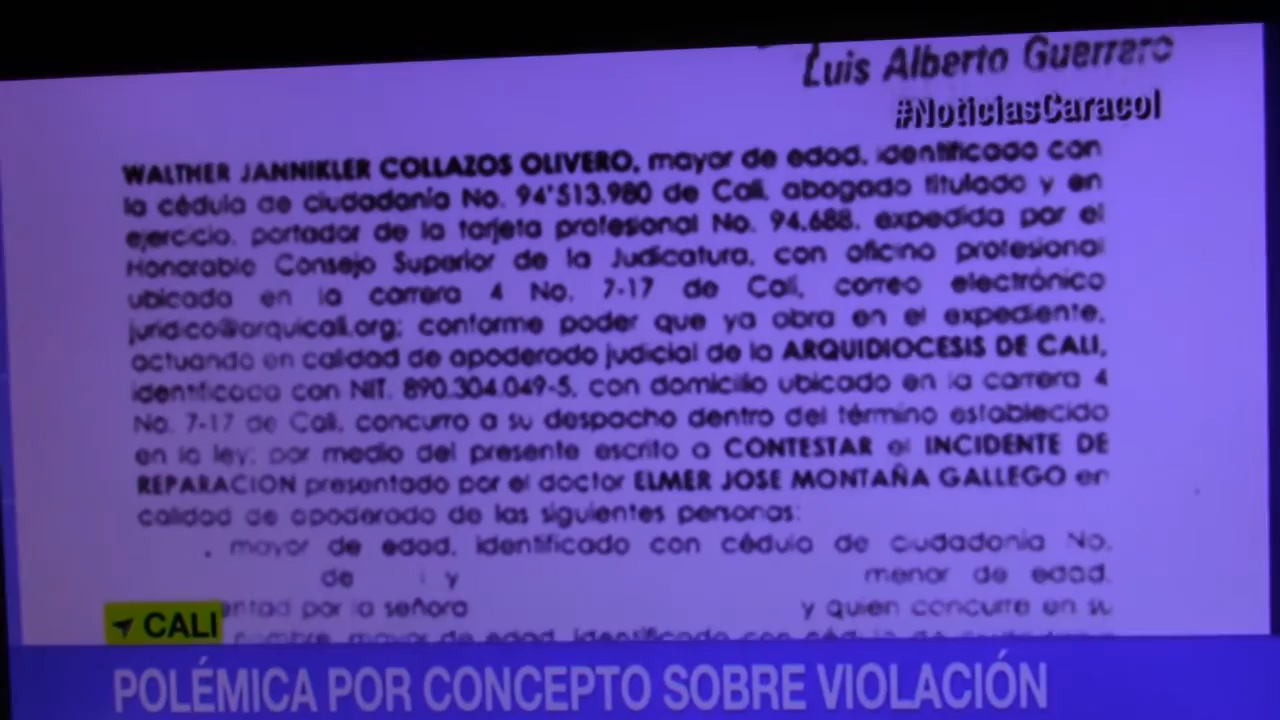 Luis Alberto Guerrero
#NoticiasCaracol
WALTHER JANNIKLER COLLAZOS OLIVERO, mayor de edad, identificado con
la cédula de ciudadanía No. 94'513.980 de Cali, abogado titulado y en
ejercicio, portador de la tarjeta profesional No. 94.688, expedida por el
Honorable Consejo Superior de la Judicatura, con oficina profesional
ubicada en la carrera 4 No. 7-17 de Cali, correo electrónico
juridico@arquicali.org; conforme poder que ya obra en el expediente,
actuando en calidad de apoderado judicial de la ARQUIDIOCESIS DE CALI,
identificada con NIT. 890.304.049-5, con domicilio ubicado en la carrera 4
No. 7-17 de Cali, concurro a su despacho dentro del término establecido
en la ley; por medio del presente escrito a CONTESTAR el INCIDENTE DE
REPARACION presentado por el doctor ELMER JOSE MONTAÑA GALLEGO en
calidad de apoderado de las siguientes personas:
, mayor de edad, identificado con cédula de ciudadanía No.
de y menor de edad,
entad por la señora y quien concurre en su
nombre, mayor de edad, identificado con
CALI
POLÉMICA POR CONCEPTO SOBRE VIOLACIÓN